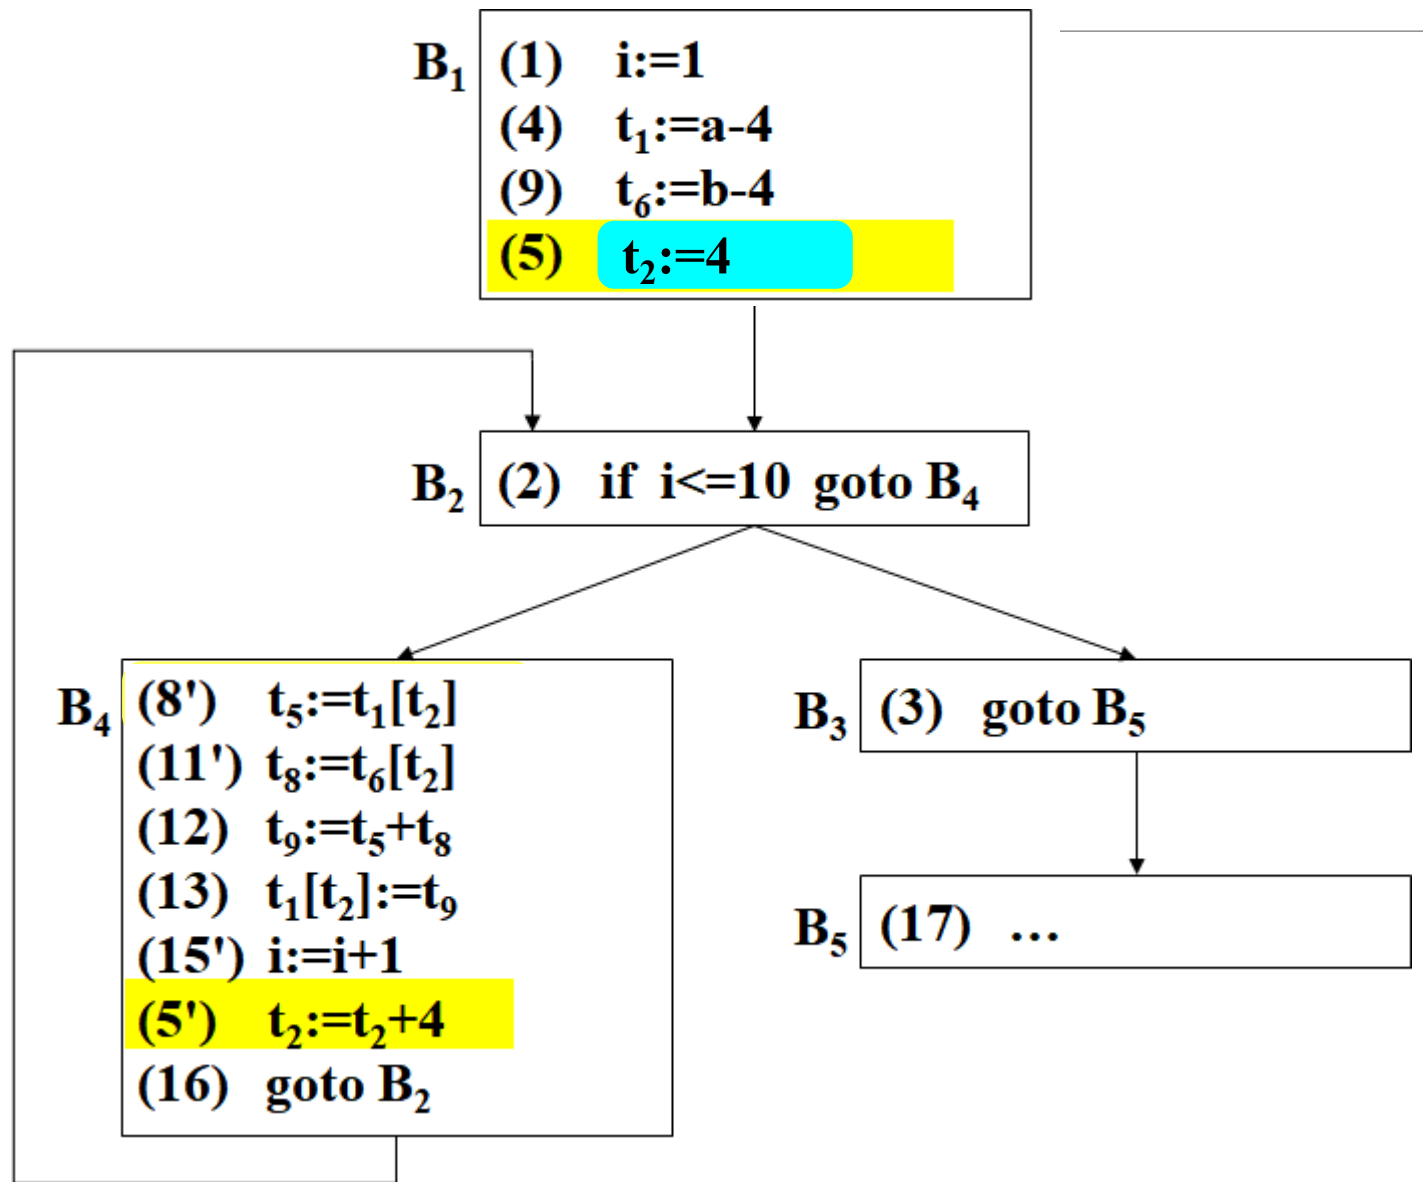 B₁
(1) i:=1
(4) t₁:=a-4
(9) t₆:=b-4
(5) t₂:=4
B₂
(2) if i<=10 goto B₄
B₄
(8') t₅:=t₁[t₂]
(11') t₈:=t₆[t₂]
(12) t₉:=t₅+t₈
(13) t₁[t₂]:=t₉
(15') i:=i+1
(5') t₂:=t₂+4
(16) goto B₂
B₃
(3) goto B₅
B₅
(17) ...